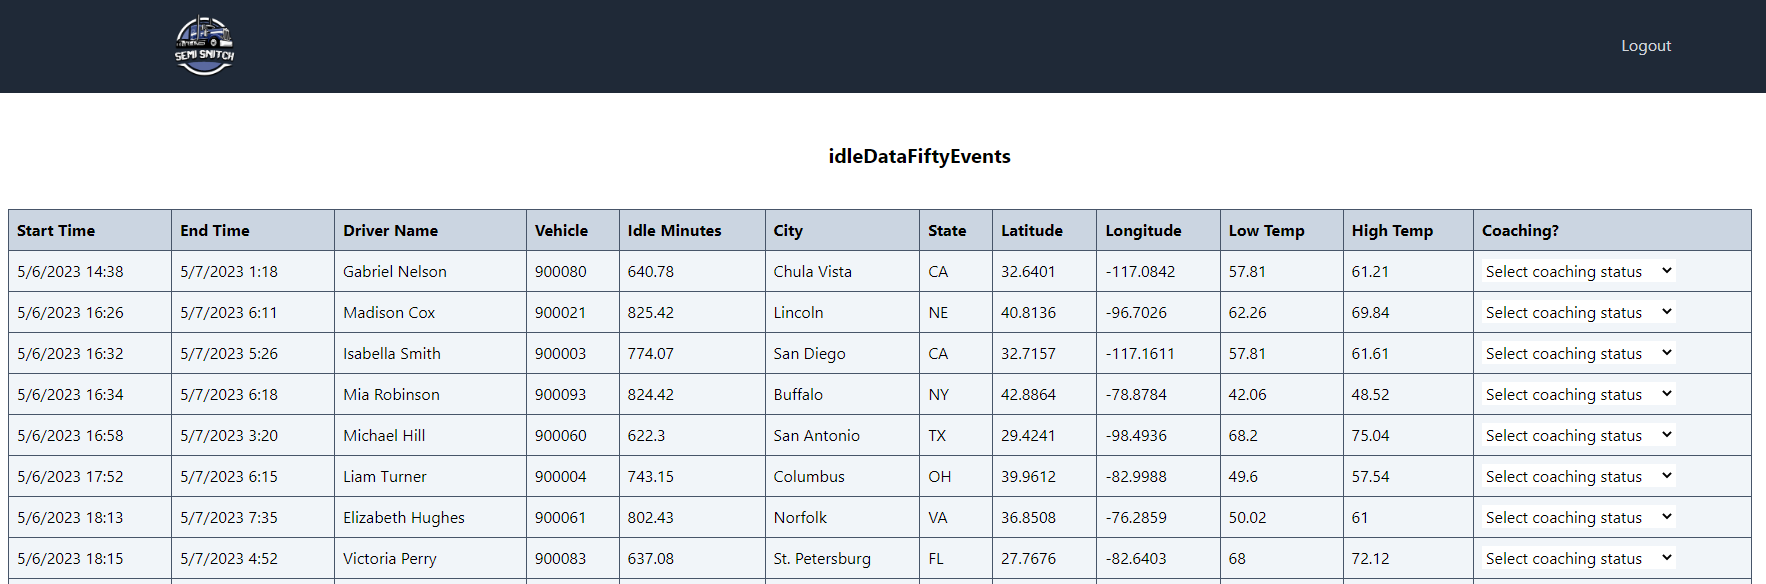 SEMI SNITCH
Logout
idleDataFiftyEvents
Start Time End Time Driver Name Vehicle Idle Minutes City State Latitude Longitude Low Temp High Temp Coaching?
5/6/2023 14:38 5/7/2023 1:18 Gabriel Nelson 900080 640.78 Chula Vista CA 32.6401 -117.0842 57.81 61.21 Select coaching status
5/6/2023 16:26 5/7/2023 6:11 Madison Cox 900021 825.42 Lincoln NE 40.8136 -96.7026 62.26 69.84 Select coaching status
5/6/2023 16:32 5/7/2023 5:26 Isabella Smith 900003 774.07 San Diego CA 32.7157 -117.1611 57.81 61.61 Select coaching status
5/6/2023 16:34 5/7/2023 6:18 Mia Robinson 900093 824.42 Buffalo NY 42.8864 -78.8784 42.06 48.52 Select coaching status
5/6/2023 16:58 5/7/2023 3:20 Michael Hill 900060 622.3 San Antonio TX 29.4241 -98.4936 68.2 75.04 Select coaching status
5/6/2023 17:52 5/7/2023 6:15 Liam Turner 900004 743.15 Columbus OH 39.9612 -82.9988 49.6 57.54 Select coaching status
5/6/2023 18:13 5/7/2023 7:35 Elizabeth Hughes 900061 802.43 Norfolk VA 36.8508 -76.2859 50.02 61 Select coaching status
5/6/2023 18:15 5/7/2023 4:52 Victoria Perry 900083 637.08 St. Petersburg FL 27.7676 -82.6403 68 72.12 Select coaching status